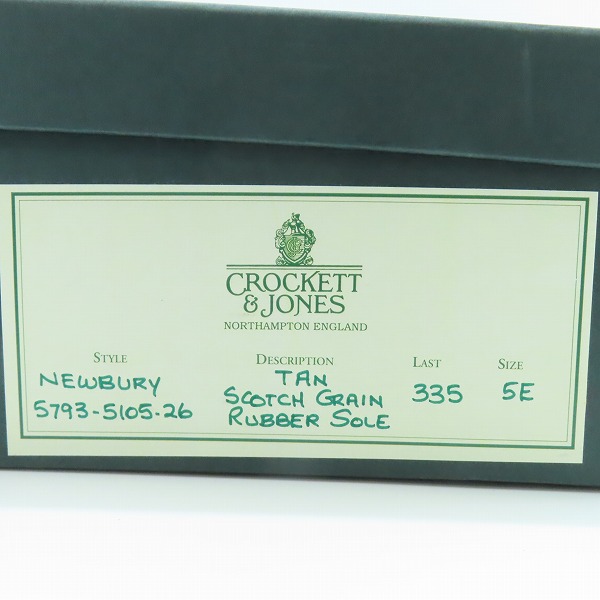 CROCKETT
& JONES
NORTHAMPTON ENGLAND
STYLE DESCRIPTION LAST SIZE
NEWBURY TAN 335 5E
5793-5105-26 SCOTCH GRAIN
RUBBER SOLE